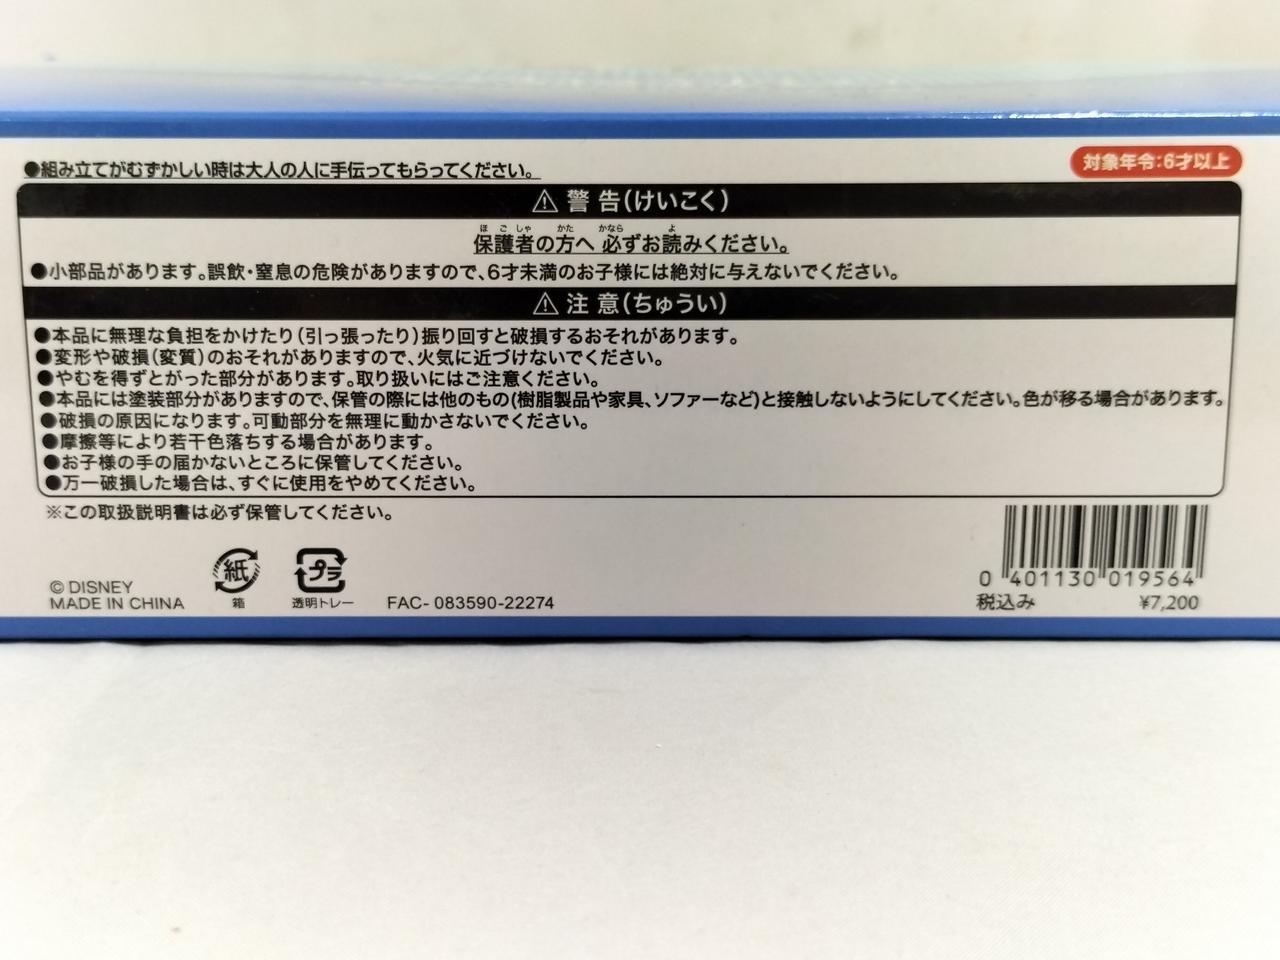 ●組み立てがむずかしい時は大人の人に手伝ってもらってください。
対象年令:6才以上
⚠ 警 告(けいこく)
ほ ご しゃ かた かなら よ
保護者の方へ 必ずお読みください。
●小部品があります。誤飲・窒息の危険がありますので、6才未満のお子様には絶対に与えないでください。
⚠ 注 意(ちゅうい)
●本品に無理な負担をかけたり(引っ張ったり)振り回すと破損するおそれがあります。
●変形や破損(変質)のおそれがありますので、火気に近づけないでください。
●やむを得ずとがった部分があります。取り扱いにはご注意ください。
●本品には塗装部分がありますので、保管の際には他のもの(樹脂製品や家具、ソファーなど)と接触しないようにしてください。色が移る場合があります。
●破損の原因になります。可動部分を無理に動かさないでください。
●摩擦等により若干色落ちする場合があります。
●お子様の手の届かないところに保管してください。
●万一破損した場合は、すぐに使用をやめてください。
※この取扱説明書は必ず保管してください。
紙
箱
プラ
透明トレー
© DISNEY
MADE IN CHINA
FAC- 083590-22274
0 401130 019564
税込み ¥7,200